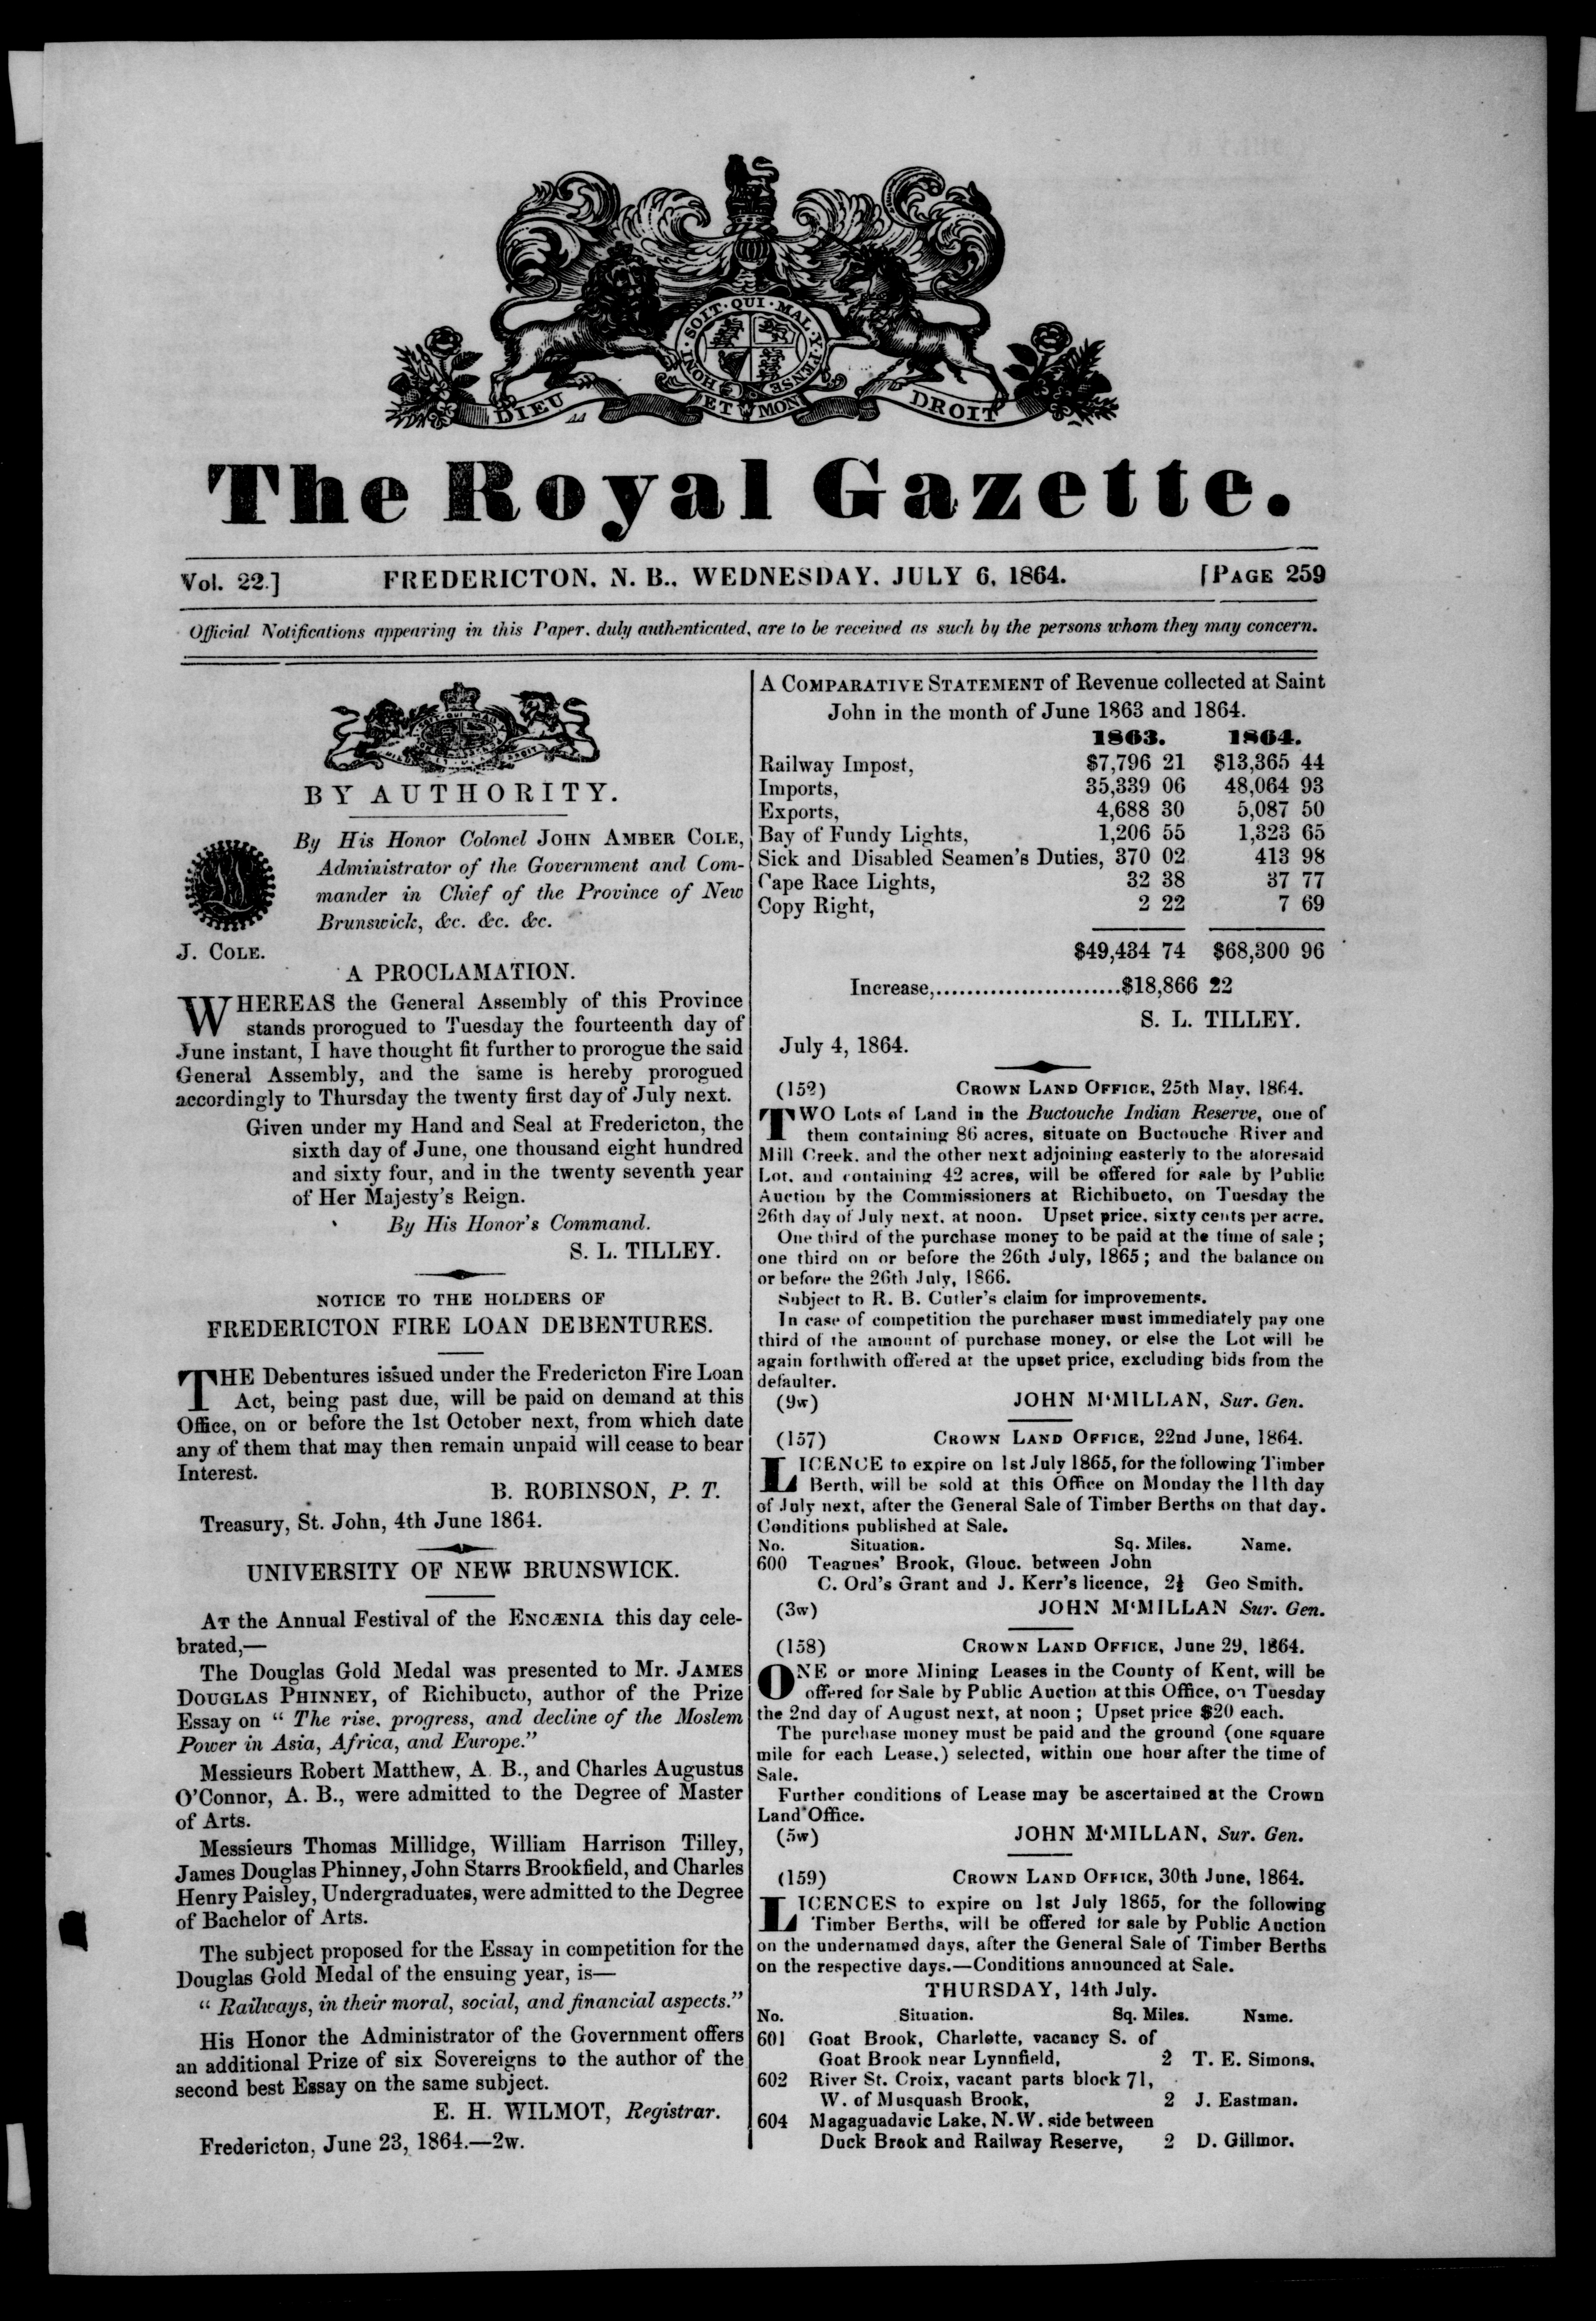 HONI · SOIT · QUI · MAL · Y · PENSE
DIEU ET MON DROIT
The Royal Gazette.
Vol. 22.] FREDERICTON, N. B., WEDNESDAY, JULY 6, 1864. [PAGE 259
Official Notifications appearing in this Paper, duly authenticated, are to be received as such by the persons whom they may concern.
BY AUTHORITY.
By His Honor Colonel JOHN AMBER COLE,
Administrator of the Government and Com-
mander in Chief of the Province of New
Brunswick, &c. &c. &c.
J. COLE.
A PROCLAMATION.
WHEREAS the General Assembly of this Province
stands prorogued to Tuesday the fourteenth day of
June instant, I have thought fit further to prorogue the said
General Assembly, and the same is hereby prorogued
accordingly to Thursday the twenty first day of July next.
Given under my Hand and Seal at Fredericton, the
sixth day of June, one thousand eight hundred
and sixty four, and in the twenty seventh year
of Her Majesty's Reign.
By His Honor's Command.
S. L. TILLEY.
NOTICE TO THE HOLDERS OF
FREDERICTON FIRE LOAN DEBENTURES.
THE Debentures issued under the Fredericton Fire Loan
Act, being past due, will be paid on demand at this
Office, on or before the 1st October next, from which date
any of them that may then remain unpaid will cease to bear
Interest.
B. ROBINSON, P. T.
Treasury, St. John, 4th June 1864.
UNIVERSITY OF NEW BRUNSWICK.
AT the Annual Festival of the ENCÆNIA this day cele-
brated,—
The Douglas Gold Medal was presented to Mr. JAMES
DOUGLAS PHINNEY, of Richibucto, author of the Prize
Essay on " The rise, progress, and decline of the Moslem
Power in Asia, Africa, and Europe."
Messieurs Robert Matthew, A. B., and Charles Augustus
O'Connor, A. B., were admitted to the Degree of Master
of Arts.
Messieurs Thomas Millidge, William Harrison Tilley,
James Douglas Phinney, John Starrs Brookfield, and Charles
Henry Paisley, Undergraduates, were admitted to the Degree
of Bachelor of Arts.
The subject proposed for the Essay in competition for the
Douglas Gold Medal of the ensuing year, is—
" Railways, in their moral, social, and financial aspects."
His Honor the Administrator of the Government offers
an additional Prize of six Sovereigns to the author of the
second best Essay on the same subject.
E. H. WILMOT, Registrar.
Fredericton, June 23, 1864.—2w.
A COMPARATIVE STATEMENT of Revenue collected at Saint
John in the month of June 1863 and 1864.
1863. 1864.
Railway Impost, $7,796 21 $13,365 44
Imports, 35,339 06 48,064 93
Exports, 4,688 30 5,087 50
Bay of Fundy Lights, 1,206 55 1,323 65
Sick and Disabled Seamen's Duties, 370 02 413 98
Cape Race Lights, 32 38 37 77
Copy Right, 2 22 7 69
$49,434 74 $68,300 96
Increase,........................$18,866 22
S. L. TILLEY.
July 4, 1864.
(152) CROWN LAND OFFICE, 25th May, 1864.
TWO Lots of Land in the Buctouche Indian Reserve, one of
them containing 86 acres, situate on Buctouche River and
Mill Creek, and the other next adjoining easterly to the aforesaid
Lot, and containing 42 acres, will be offered for sale by Public
Auction by the Commissioners at Richibucto, on Tuesday the
26th day of July next, at noon. Upset price, sixty cents per acre.
One third of the purchase money to be paid at the time of sale ;
one third on or before the 26th July, 1865 ; and the balance on
or before the 26th July, 1866.
Subject to R. B. Cutler's claim for improvements.
In case of competition the purchaser must immediately pay one
third of the amount of purchase money, or else the Lot will be
again forthwith offered at the upset price, excluding bids from the
defaulter.
(9w) JOHN M'MILLAN, Sur. Gen.
(157) CROWN LAND OFFICE, 22nd June, 1864.
LICENCE to expire on 1st July 1865, for the following Timber
Berth, will be sold at this Office on Monday the 11th day
of July next, after the General Sale of Timber Berths on that day.
Conditions published at Sale.
No. Situation. Sq. Miles. Name.
600 Teagues' Brook, Glouc. between John
C. Ord's Grant and J. Kerr's licence, 2½ Geo Smith.
(3w) JOHN M'MILLAN Sur. Gen.
(158) CROWN LAND OFFICE, June 29, 1864.
ONE or more Mining Leases in the County of Kent, will be
offered for Sale by Public Auction at this Office, on Tuesday
the 2nd day of August next, at noon ; Upset price $20 each.
The purchase money must be paid and the ground (one square
mile for each Lease,) selected, within one hour after the time of
Sale.
Further conditions of Lease may be ascertained at the Crown
Land Office.
(5w) JOHN M'MILLAN, Sur. Gen.
(159) CROWN LAND OFFICE, 30th June, 1864.
LICENCES to expire on 1st July 1865, for the following
Timber Berths, will be offered for sale by Public Auction
on the undernamed days, after the General Sale of Timber Berths
on the respective days.—Conditions announced at Sale.
THURSDAY, 14th July.
No. Situation. Sq. Miles. Name.
601 Goat Brook, Charlotte, vacancy S. of
Goat Brook near Lynnfield, 2 T. E. Simons,
602 River St. Croix, vacant parts block 71,
W. of Musquash Brook, 2 J. Eastman.
604 Magaguadavic Lake, N. W. side between
Duck Brook and Railway Reserve, 2 D. Gillmor.